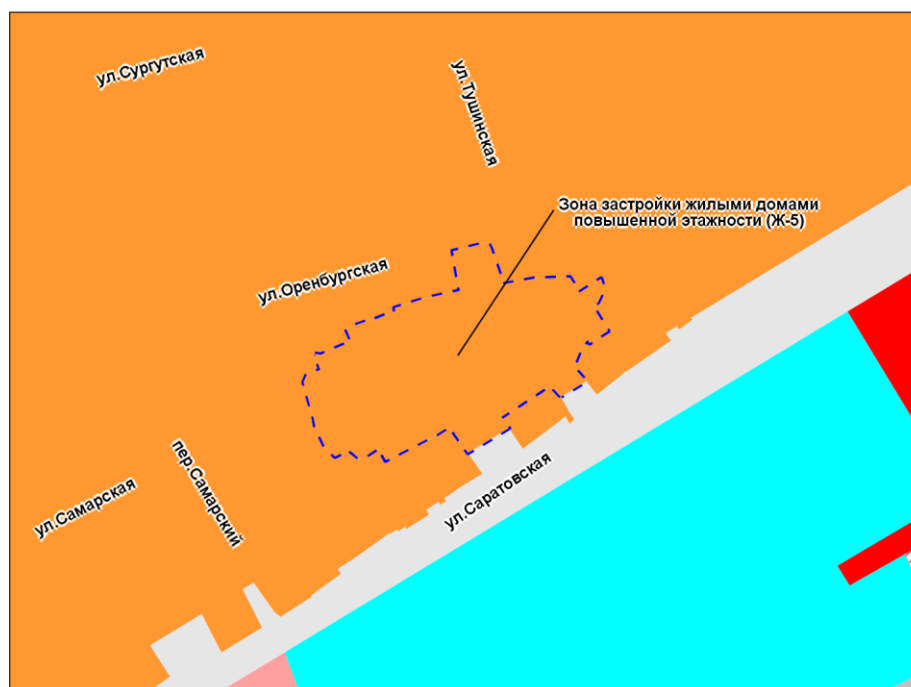 ул.Сургутская
ул.Тушинская
Зона застройки жилыми домами
повышенной этажности (Ж-5)
ул.Оренбургская
пер.Самарский
ул.Самарская
ул.Саратовская